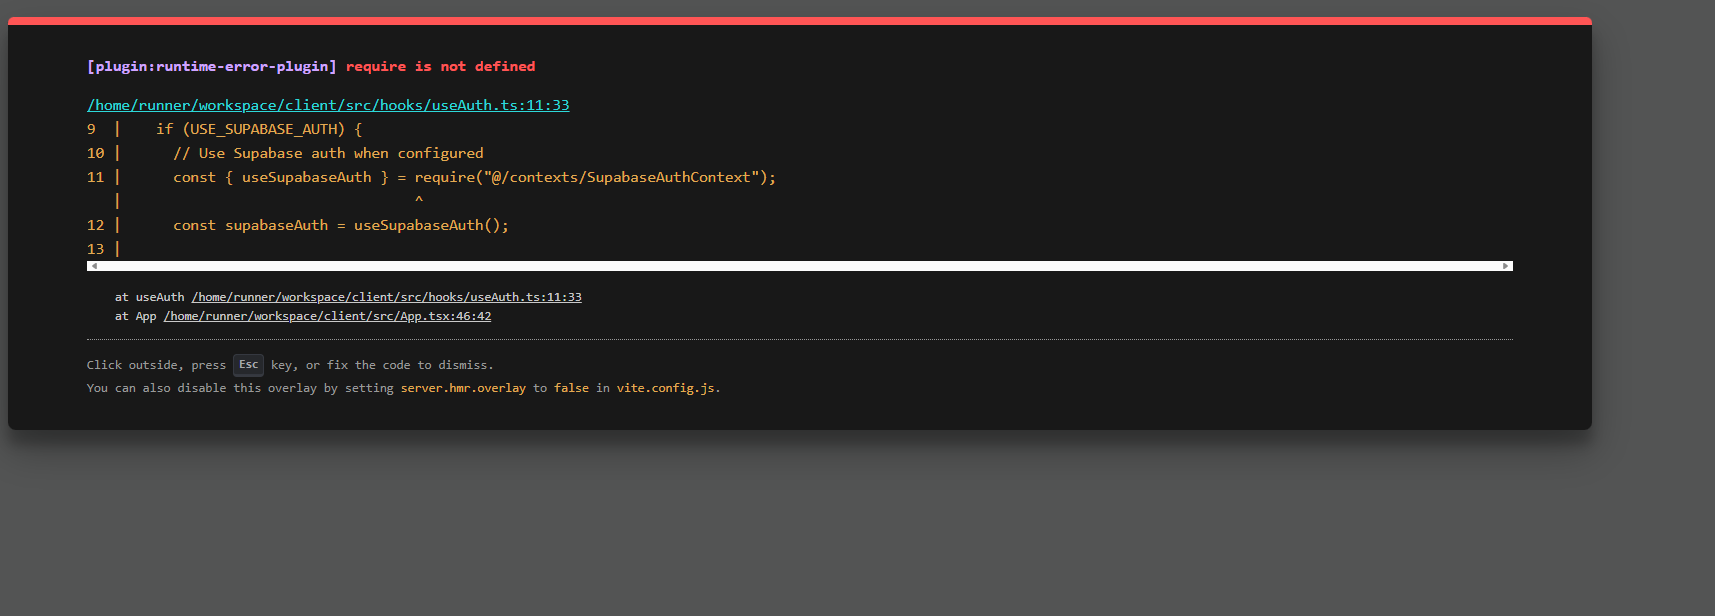 [plugin:runtime-error-plugin] require is not defined
/home/runner/workspace/client/src/hooks/useAuth.ts:11:33
9  |    if (USE_SUPABASE_AUTH) {
10 |      // Use Supabase auth when configured
11 |      const { useSupabaseAuth } = require("@/contexts/SupabaseAuthContext");
   |                                  ^
12 |      const supabaseAuth = useSupabaseAuth();
13 |
at useAuth /home/runner/workspace/client/src/hooks/useAuth.ts:11:33
at App /home/runner/workspace/client/src/App.tsx:46:42
Click outside, press Esc key, or fix the code to dismiss.
You can also disable this overlay by setting server.hmr.overlay to false in vite.config.js.